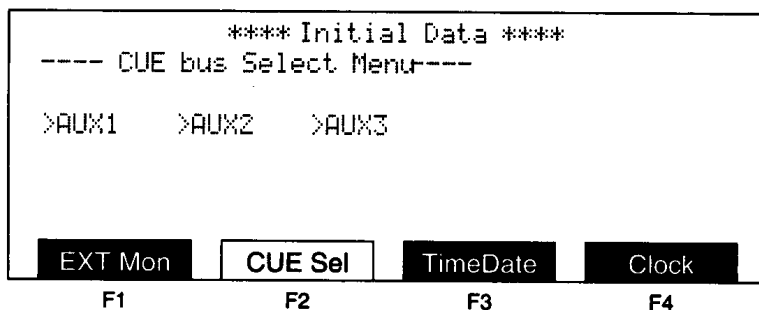 **** Initial Data ****
---- CUE bus Select Menu----
>AUX1 >AUX2 >AUX3
EXT Mon CUE Sel TimeDate Clock
F1 F2 F3 F4